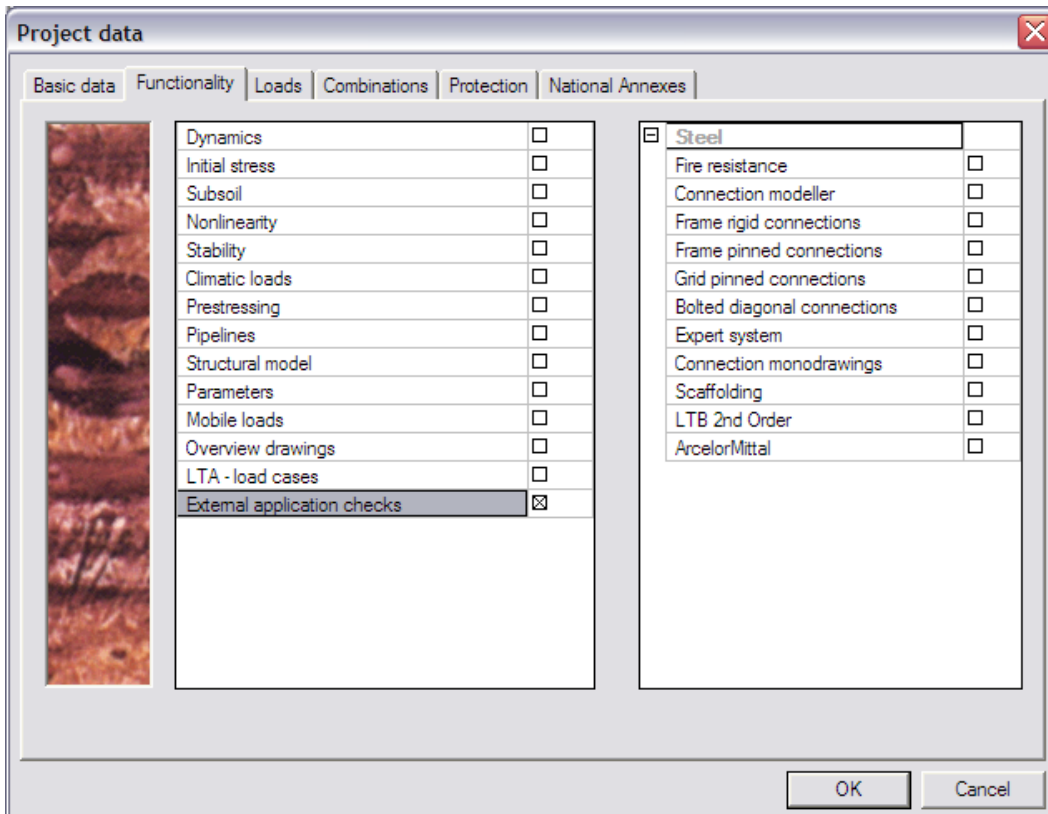 Project data
Basic data
Functionality
Loads
Combinations
Protection
National Annexes
Dynamics
Initial stress
Subsoil
Nonlinearity
Stability
Climatic loads
Prestressing
Pipelines
Structural model
Parameters
Mobile loads
Overview drawings
LTA - load cases
External application checks
Steel
Fire resistance
Connection modeller
Frame rigid connections
Frame pinned connections
Grid pinned connections
Bolted diagonal connections
Expert system
Connection monodrawings
Scaffolding
LTB 2nd Order
ArcelorMittal
OK
Cancel